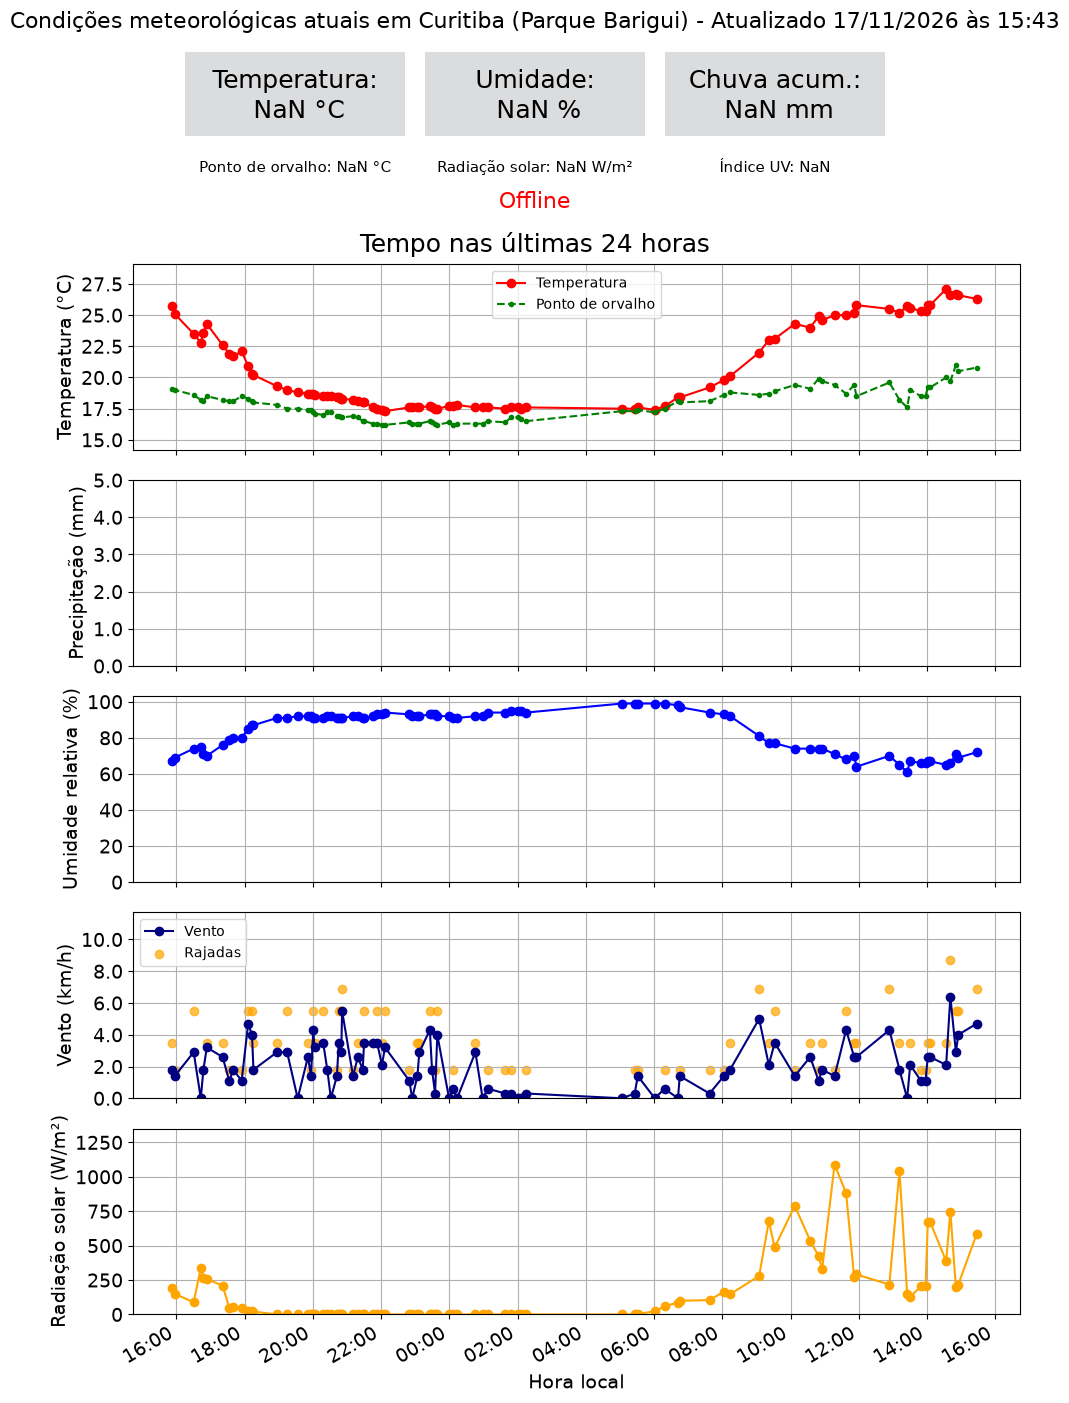 Condições meteorológicas atuais em Curitiba (Parque Barigui) - Atualizado 17/11/2026 às 15:43
Temperatura:
NaN °C
Umidade:
NaN %
Chuva acum.:
NaN mm
Ponto de orvalho: NaN °C
Radiação solar: NaN W/m²
Índice UV: NaN
Offline
Tempo nas últimas 24 horas
Temperatura (°C)
27.5
25.0
22.5
20.0
17.5
15.0
Temperatura
Ponto de orvalho
Precipitação (mm)
5.0
4.0
3.0
2.0
1.0
0.0
Umidade relativa (%)
100
80
60
40
20
0
Vento (km/h)
10.0
8.0
6.0
4.0
2.0
0.0
Vento
Rajadas
Radiação solar (W/m²)
1250
1000
750
500
250
0
16:00
18:00
20:00
22:00
00:00
02:00
04:00
06:00
08:00
10:00
12:00
14:00
16:00
Hora local